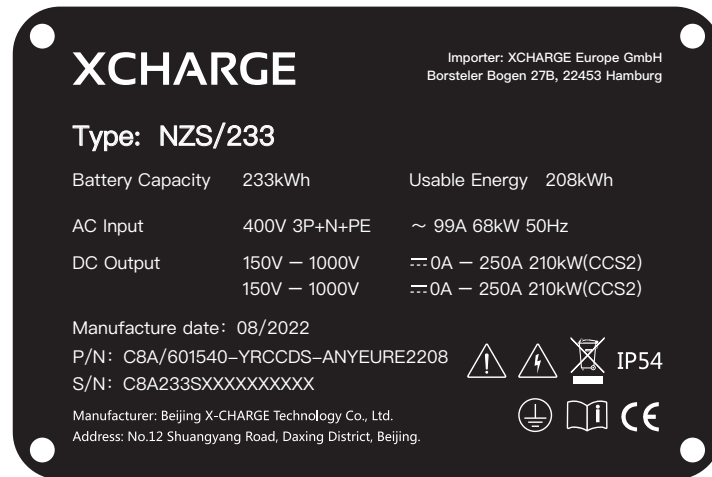 XCHARGE
Importer: XCHARGE Europe GmbH
Borsteler Bogen 27B, 22453 Hamburg
Type: NZS/233
Battery Capacity 233kWh Usable Energy 208kWh
AC Input 400V 3P+N+PE ～ 99A 68kW 50Hz
DC Output 150V – 1000V ⎓0A – 250A 210kW(CCS2)
150V – 1000V ⎓0A – 250A 210kW(CCS2)
Manufacture date: 08/2022
P/N: C8A/601540-YRCCDS-ANYEURE2208
S/N: C8A233SXXXXXXXXXX
IP54
Manufacturer: Beijing X-CHARGE Technology Co., Ltd.
Address: No.12 Shuangyang Road, Daxing District, Beijing.
CE